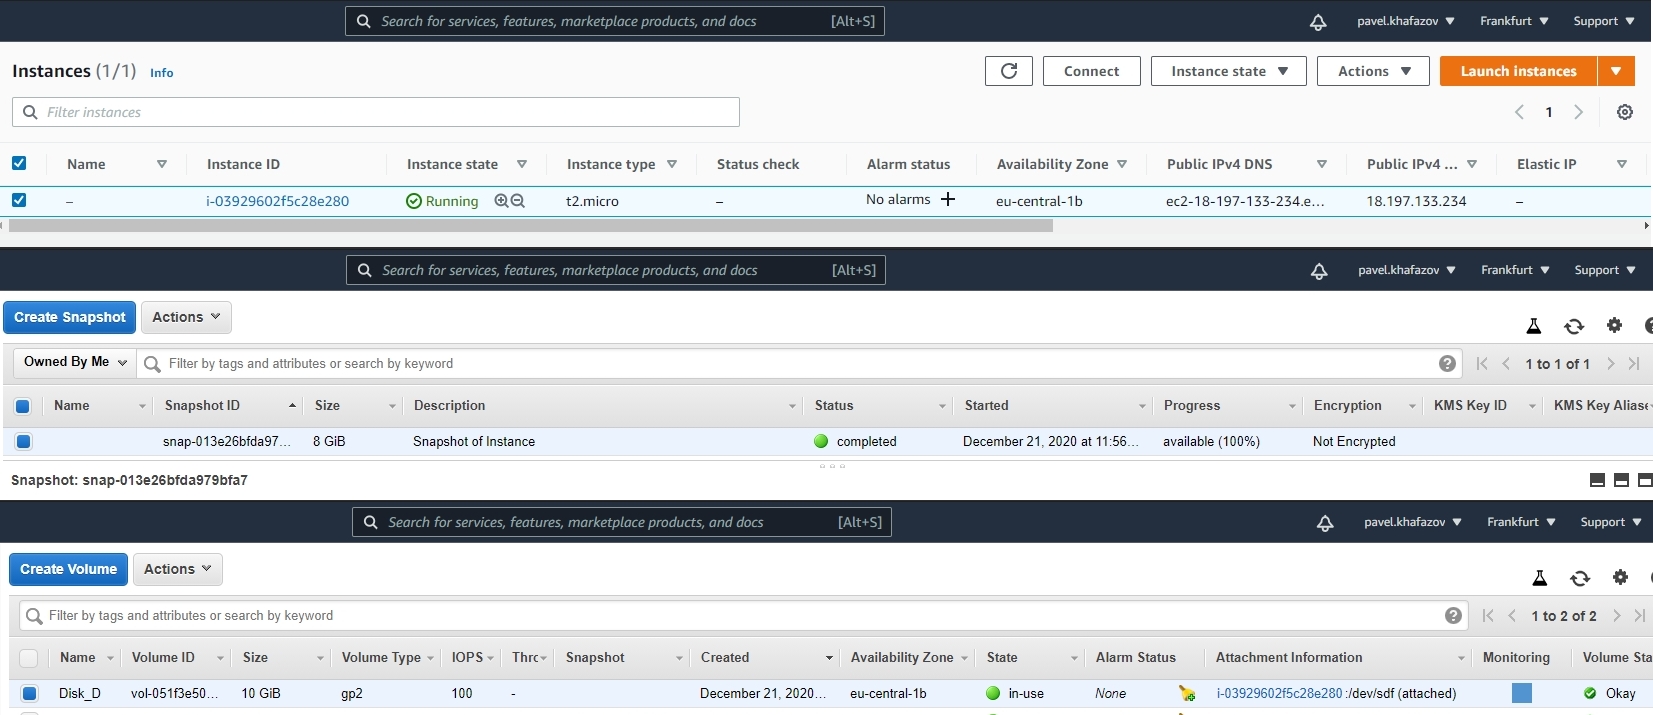 Search for services, features, marketplace products, and docs [Alt+S] pavel.khafazov Frankfurt Support
Instances (1/1) Info Connect Instance state Actions Launch instances
Filter instances 1
Name Instance ID Instance state Instance type Status check Alarm status Availability Zone Public IPv4 DNS Public IPv4 ... Elastic IP
– i-03929602f5c28e280 Running t2.micro – No alarms eu-central-1b ec2-18-197-133-234.e... 18.197.133.234 –
Search for services, features, marketplace products, and docs [Alt+S] pavel.khafazov Frankfurt Support
Create Snapshot Actions
Owned By Me Filter by tags and attributes or search by keyword 1 to 1 of 1
Name Snapshot ID Size Description Status Started Progress Encryption KMS Key ID KMS Key Aliase
snap-013e26bfda97... 8 GiB Snapshot of Instance completed December 21, 2020 at 11:56... available (100%) Not Encrypted
Snapshot: snap-013e26bfda979bfa7
Search for services, features, marketplace products, and docs [Alt+S] pavel.khafazov Frankfurt Support
Create Volume Actions
Filter by tags and attributes or search by keyword 1 to 2 of 2
Name Volume ID Size Volume Type IOPS Thrc Snapshot Created Availability Zone State Alarm Status Attachment Information Monitoring Volume Sta
Disk_D vol-051f3e50... 10 GiB gp2 100 - December 21, 2020... eu-central-1b in-use None i-03929602f5c28e280:/dev/sdf (attached) Okay